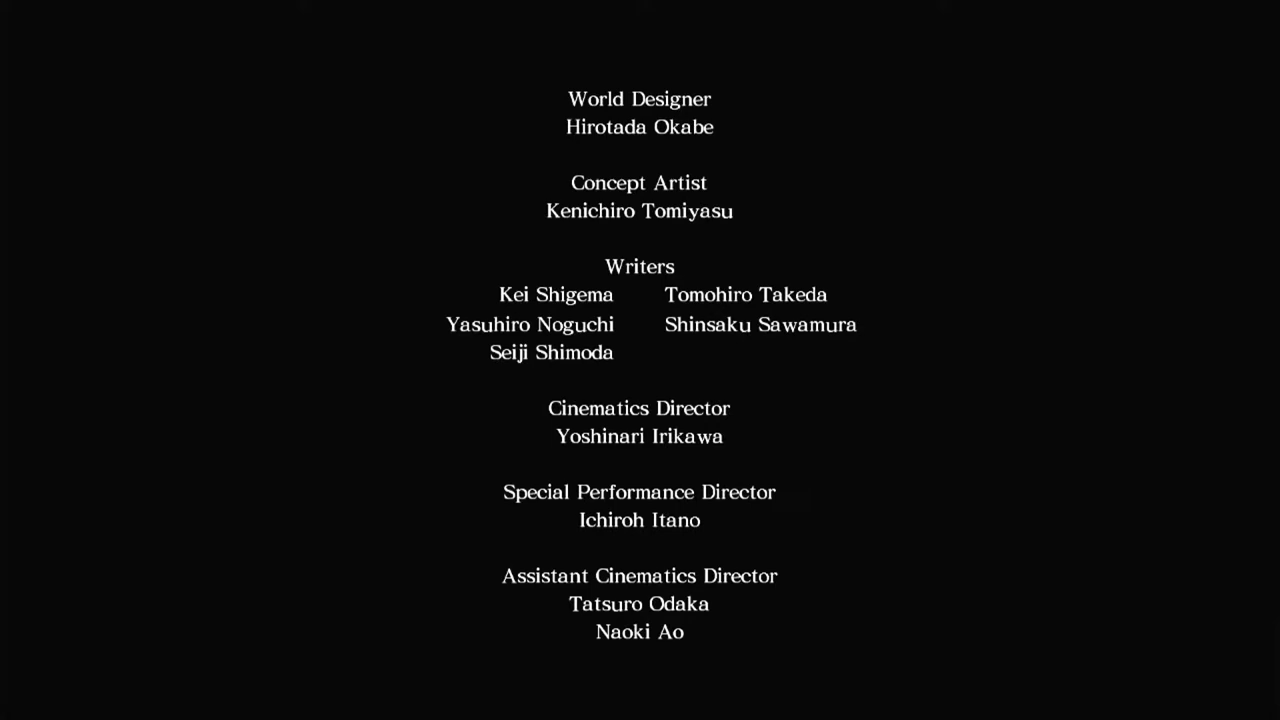 World Designer
Hirotada Okabe
Concept Artist
Kenichiro Tomiyasu
Writers
Kei Shigema Tomohiro Takeda
Yasuhiro Noguchi Shinsaku Sawamura
Seiji Shimoda
Cinematics Director
Yoshinari Irikawa
Special Performance Director
Ichiroh Itano
Assistant Cinematics Director
Tatsuro Odaka
Naoki Ao